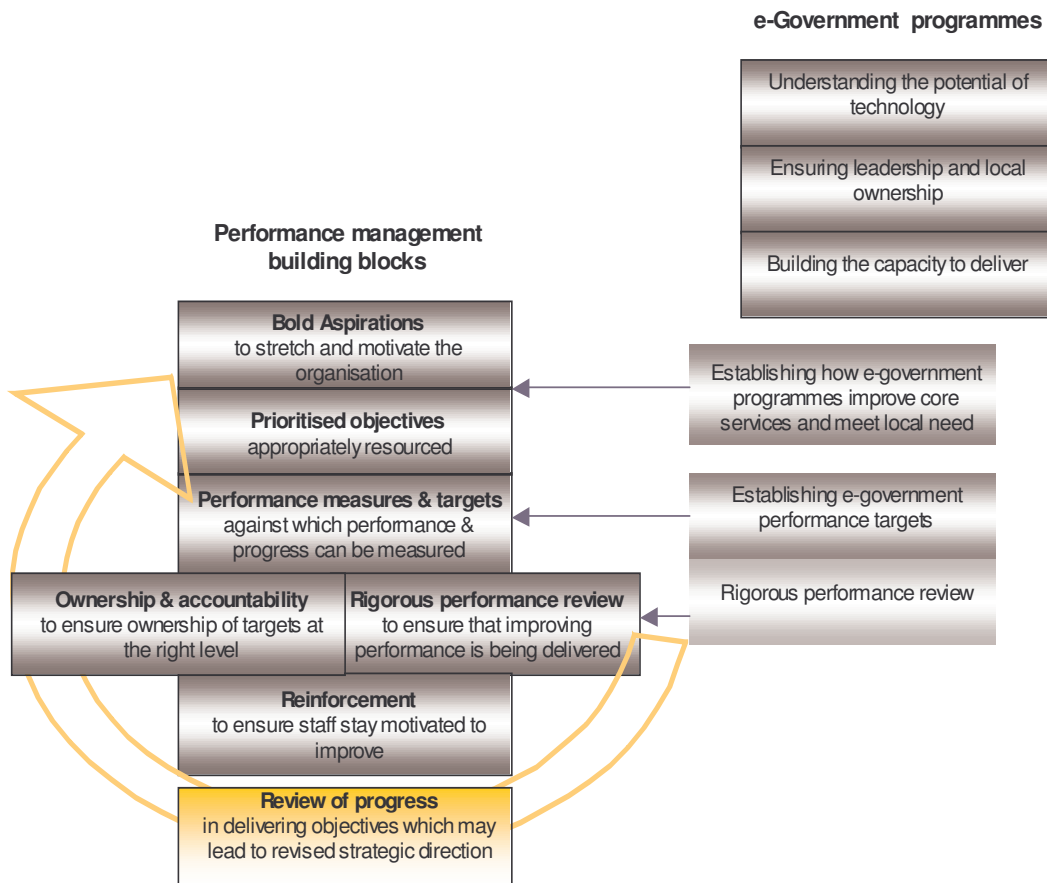 e-Government programmes
Understanding the potential of
technology
Ensuring leadership and local
ownership
Building the capacity to deliver
Performance management
building blocks
Bold Aspirations
to stretch and motivate the
organisation
Prioritised objectives
appropriately resourced
Performance measures & targets
against which performance &
progress can be measured
Ownership & accountability
to ensure ownership of targets at
the right level
Rigorous performance review
to ensure that improving
performance is being delivered
Reinforcement
to ensure staff stay motivated to
improve
Review of progress
in delivering objectives which may
lead to revised strategic direction
Establishing how e-government
programmes improve core
services and meet local need
Establishing e-government
performance targets
Rigorous performance review